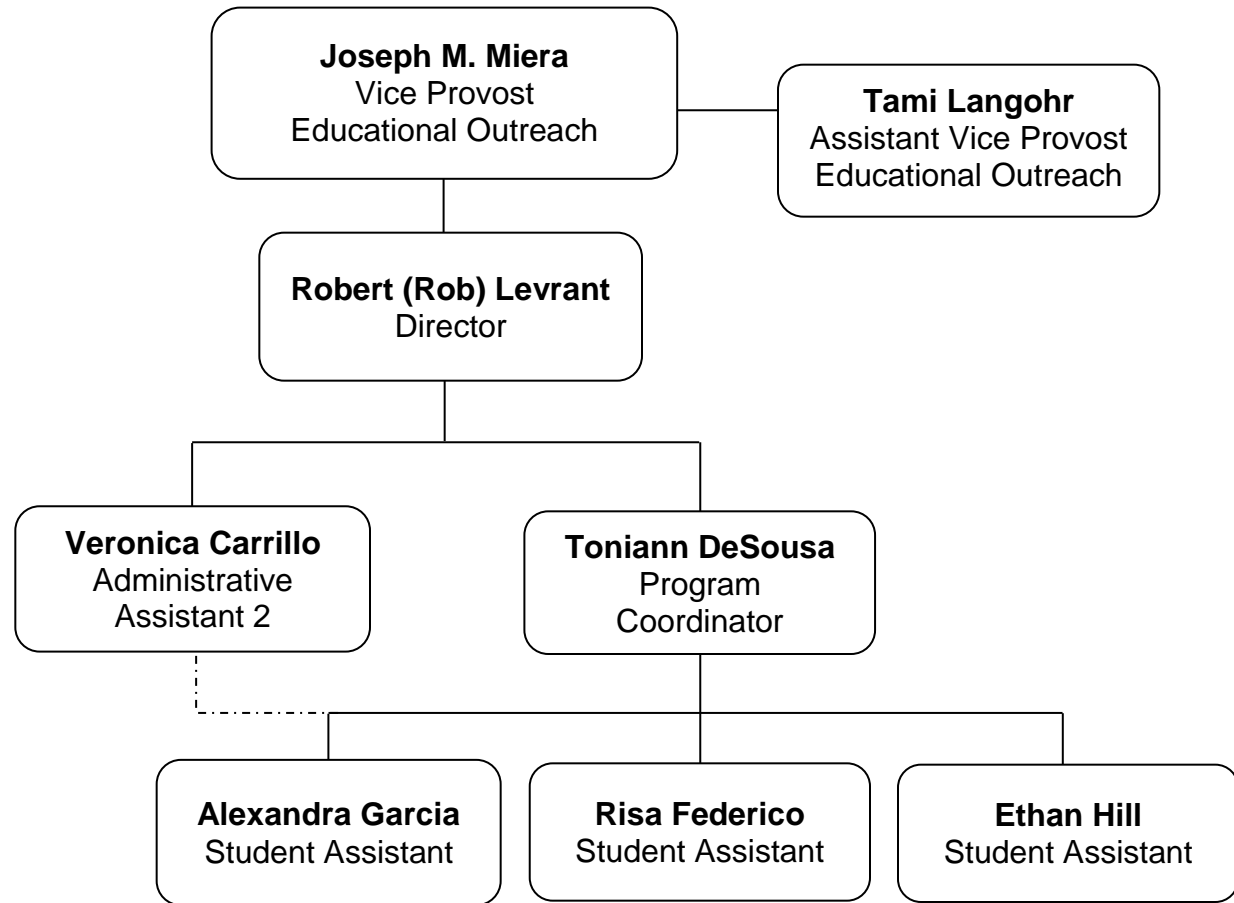 Joseph M. Miera
Vice Provost
Educational Outreach
Tami Langohr
Assistant Vice Provost
Educational Outreach
Robert (Rob) Levrant
Director
Veronica Carrillo
Administrative
Assistant 2
Toniann DeSousa
Program
Coordinator
Alexandra Garcia
Student Assistant
Risa Federico
Student Assistant
Ethan Hill
Student Assistant